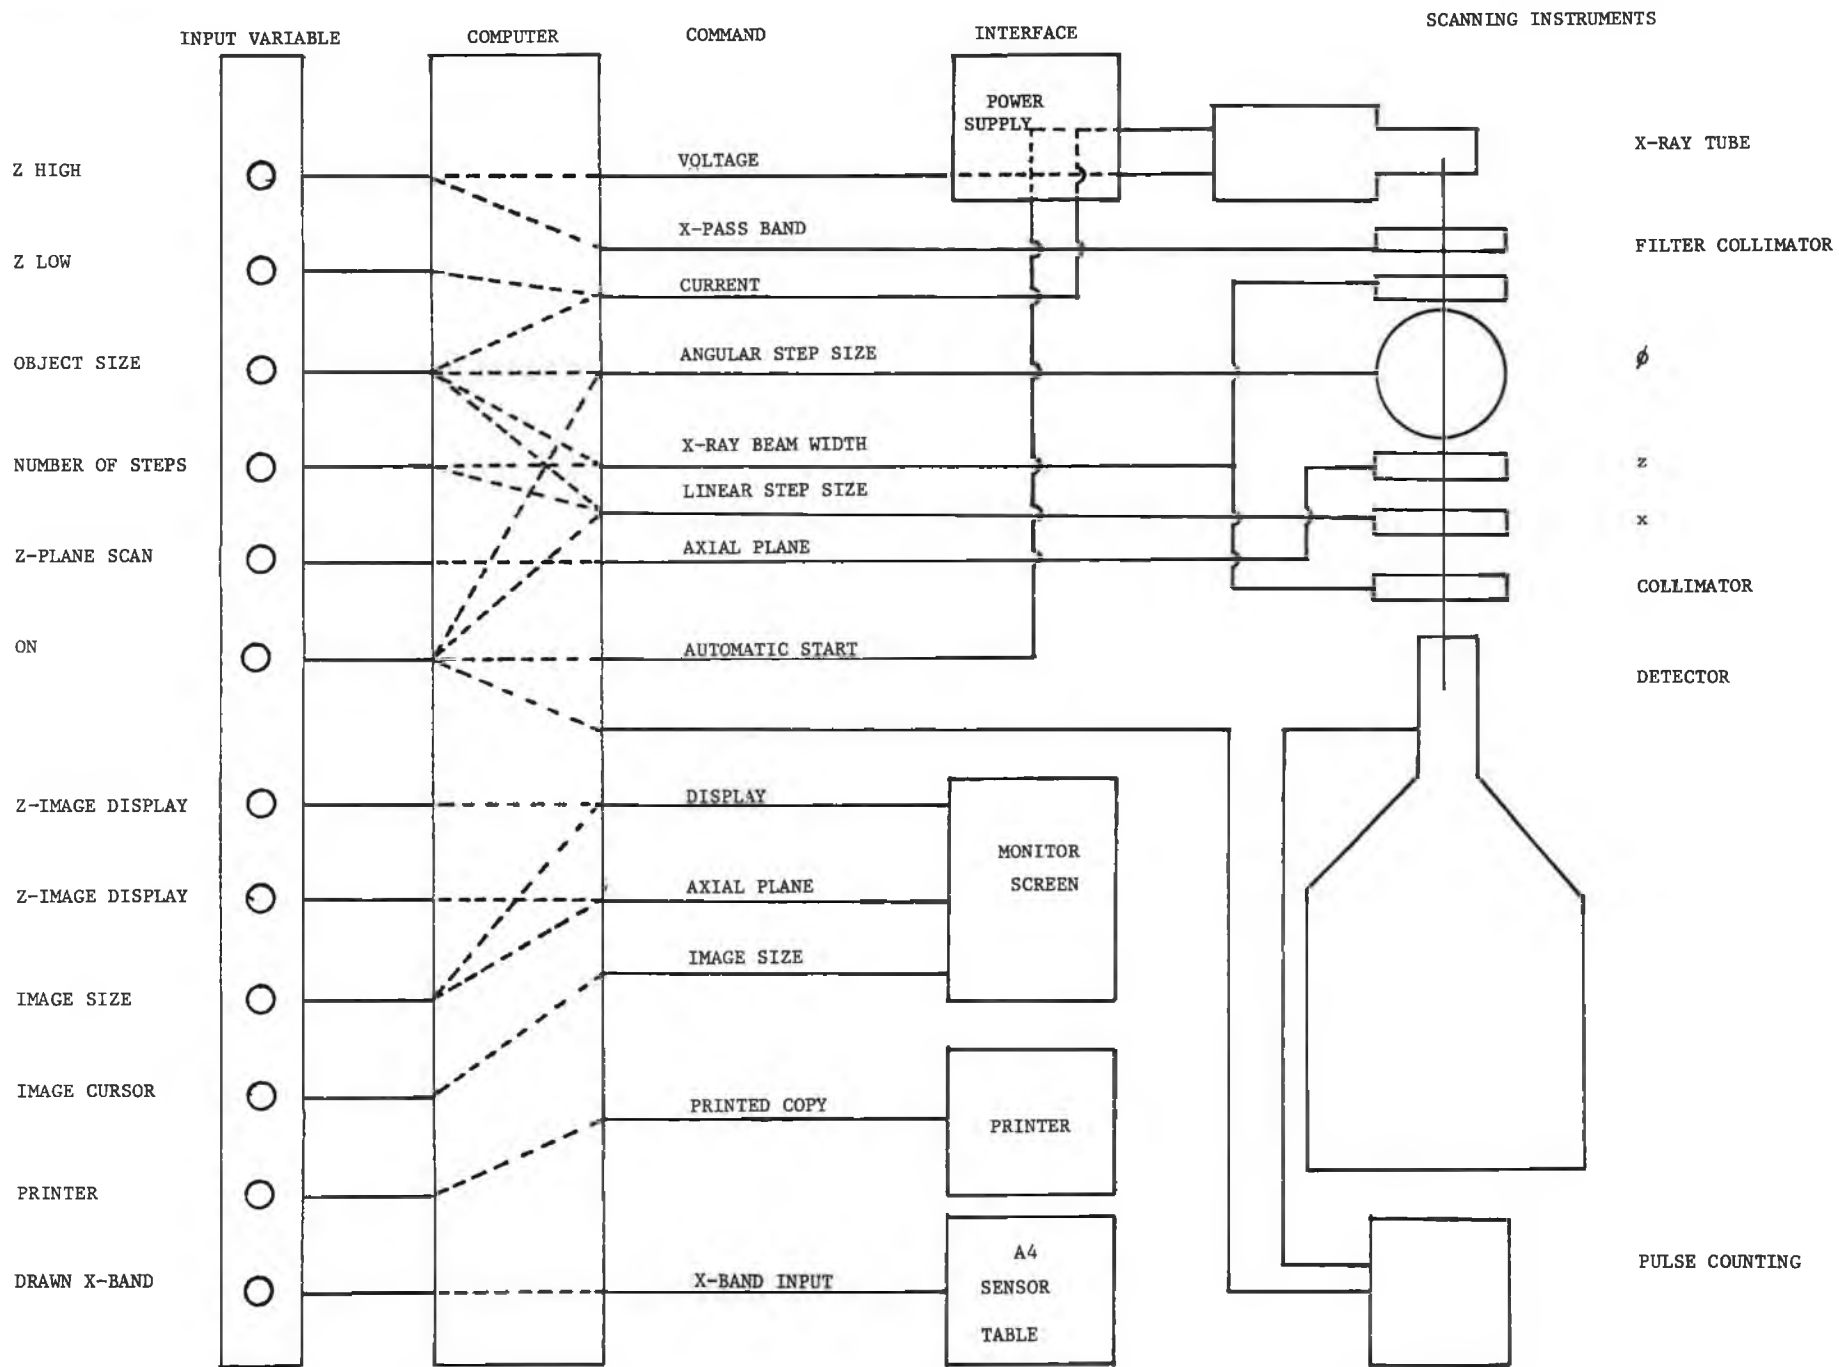 INPUT VARIABLE
COMPUTER
COMMAND
INTERFACE
SCANNING INSTRUMENTS
Z HIGH
Z LOW
OBJECT SIZE
NUMBER OF STEPS
Z-PLANE SCAN
ON
Z-IMAGE DISPLAY
Z-IMAGE DISPLAY
IMAGE SIZE
IMAGE CURSOR
PRINTER
DRAWN X-BAND
VOLTAGE
X-PASS BAND
CURRENT
ANGULAR STEP SIZE
X-RAY BEAM WIDTH
LINEAR STEP SIZE
AXIAL PLANE
AUTOMATIC START
DISPLAY
AXIAL PLANE
IMAGE SIZE
PRINTED COPY
X-BAND INPUT
POWER
SUPPLY
MONITOR
SCREEN
PRINTER
A4
SENSOR
TABLE
X-RAY TUBE
FILTER COLLIMATOR
ø
z
x
COLLIMATOR
DETECTOR
PULSE COUNTING